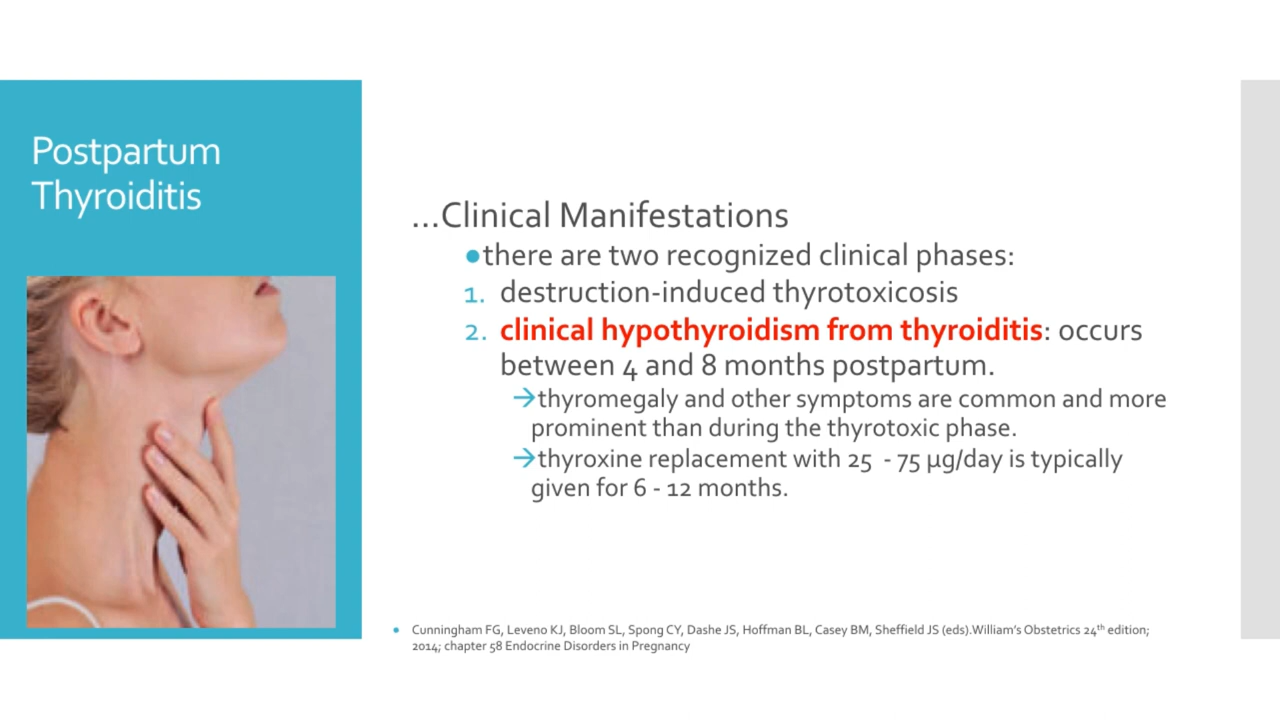 Postpartum
Thyroiditis
...Clinical Manifestations
●there are two recognized clinical phases:
1. destruction-induced thyrotoxicosis
2. clinical hypothyroidism from thyroiditis: occurs
between 4 and 8 months postpartum.
→thyromegaly and other symptoms are common and more
prominent than during the thyrotoxic phase.
→thyroxine replacement with 25  - 75 µg/day is typically
given for 6 - 12 months.
● Cunningham FG, Leveno KJ, Bloom SL, Spong CY, Dashe JS, Hoffman BL, Casey BM, Sheffield JS (eds).William's Obstetrics 24th edition;
2014; chapter 58 Endocrine Disorders in Pregnancy